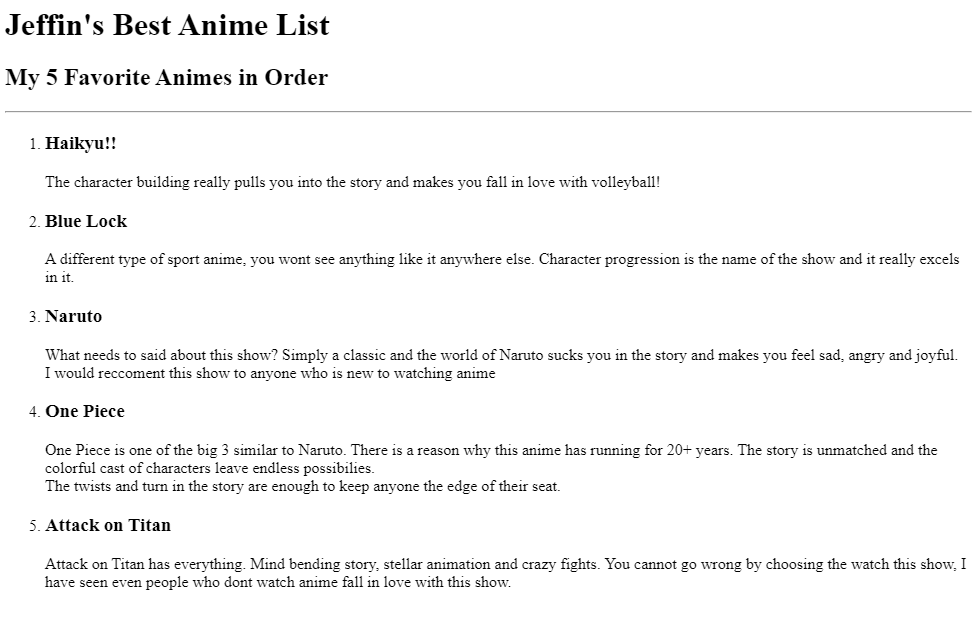 Jeffin's Best Anime List
My 5 Favorite Animes in Order
1. Haikyu!!
The character building really pulls you into the story and makes you fall in love with volleyball!
2. Blue Lock
A different type of sport anime, you wont see anything like it anywhere else. Character progression is the name of the show and it really excels
in it.
3. Naruto
What needs to said about this show? Simply a classic and the world of Naruto sucks you in the story and makes you feel sad, angry and joyful.
I would reccoment this show to anyone who is new to watching anime
4. One Piece
One Piece is one of the big 3 similar to Naruto. There is a reason why this anime has running for 20+ years. The story is unmatched and the
colorful cast of characters leave endless possibilies.
The twists and turn in the story are enough to keep anyone the edge of their seat.
5. Attack on Titan
Attack on Titan has everything. Mind bending story, stellar animation and crazy fights. You cannot go wrong by choosing the watch this show, I
have seen even people who dont watch anime fall in love with this show.